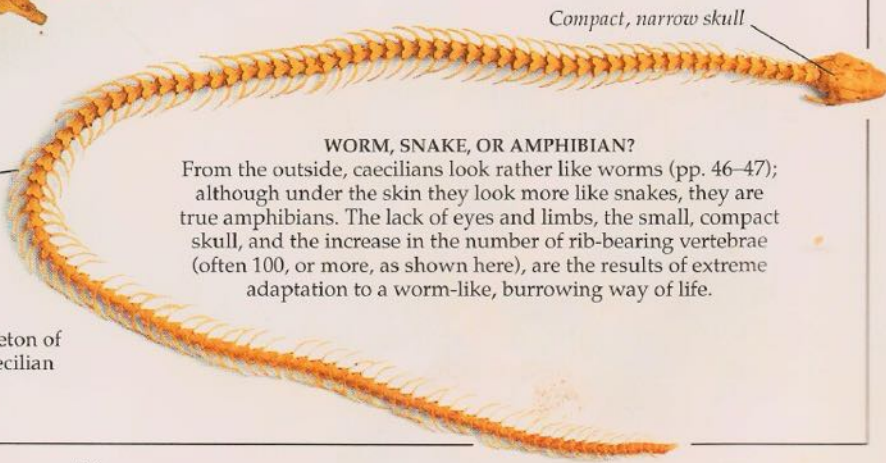 Compact, narrow skull
WORM, SNAKE, OR AMPHIBIAN?
From the outside, caecilians look rather like worms (pp. 46–47);
although under the skin they look more like snakes, they are
true amphibians. The lack of eyes and limbs, the small, compact
skull, and the increase in the number of rib-bearing vertebrae
(often 100, or more, as shown here), are the results of extreme
adaptation to a worm-like, burrowing way of life.
eton of
ecilian